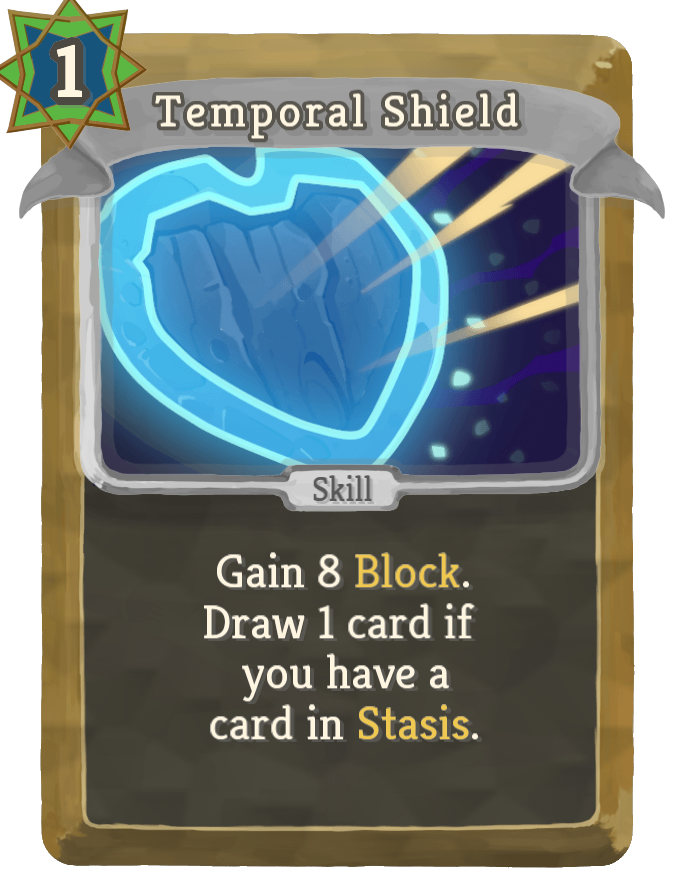 1
Temporal Shield
Skill
Gain 8 Block.
Draw 1 card if
you have a
card in Stasis.